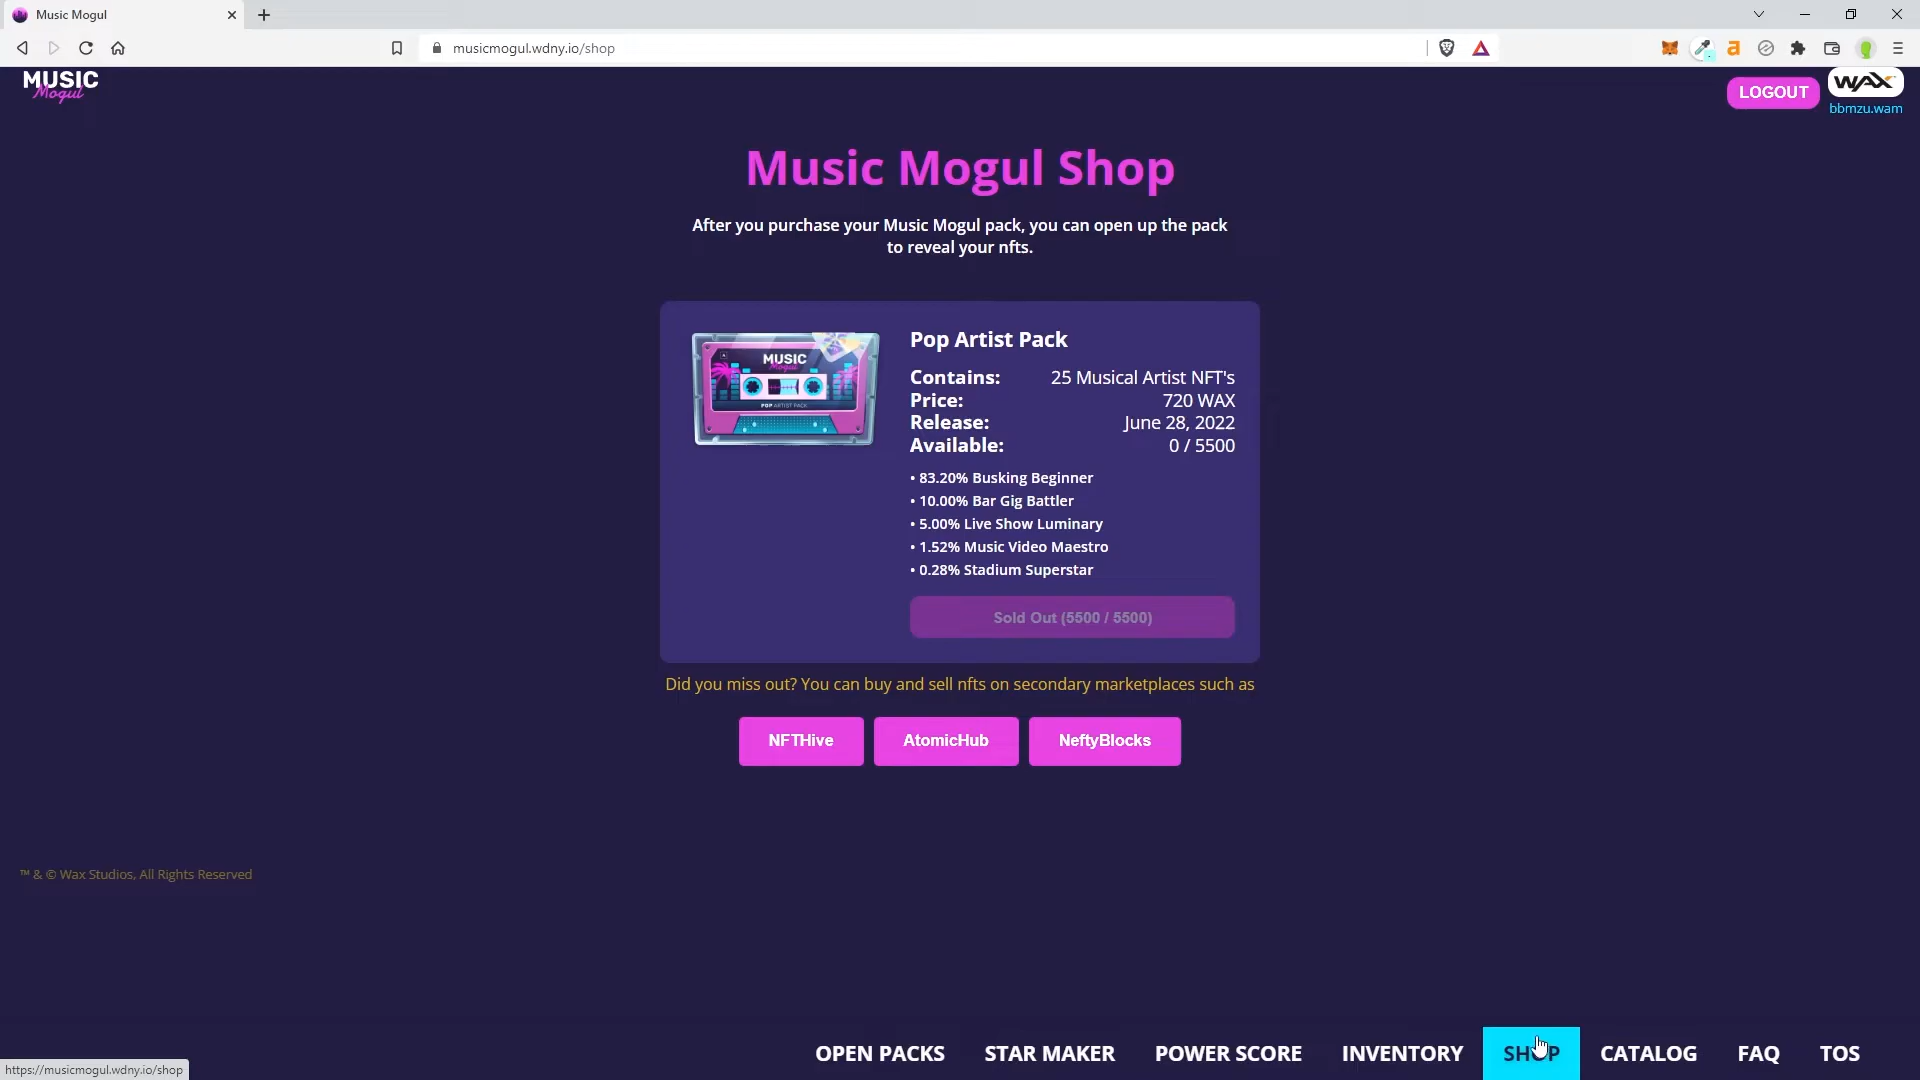 Music Mogul
musicmogul.wdny.io/shop
MUSIC
Mogul
LOGOUT
WAX
bbmzu.wam
Music Mogul Shop
After you purchase your Music Mogul pack, you can open up the pack
to reveal your nfts.
MUSIC
Mogul
POP ARTIST PACK
Pop Artist Pack
Contains: 25 Musical Artist NFT's
Price: 720 WAX
Release: June 28, 2022
Available: 0 / 5500
• 83.20% Busking Beginner
• 10.00% Bar Gig Battler
• 5.00% Live Show Luminary
• 1.52% Music Video Maestro
• 0.28% Stadium Superstar
Sold Out (5500 / 5500)
Did you miss out? You can buy and sell nfts on secondary marketplaces such as
NFTHive AtomicHub NeftyBlocks
™ & © Wax Studios, All Rights Reserved
OPEN PACKS STAR MAKER POWER SCORE INVENTORY SHOP CATALOG FAQ TOS
https://musicmogul.wdny.io/shop